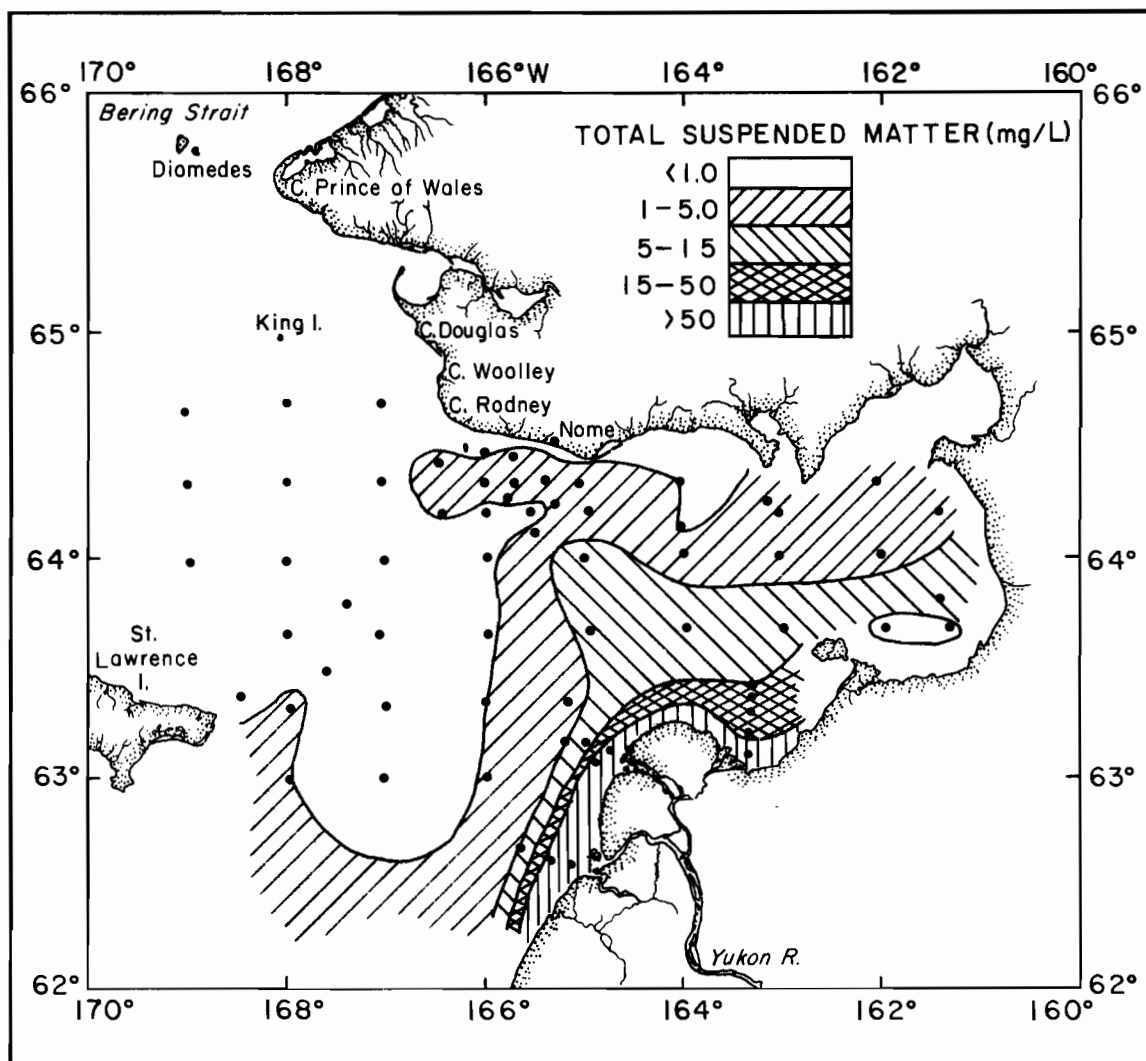 170° 168° 166°W 164° 162° 160°
66° 66°
Bering Strait
Diomedes
C. Prince of Wales
TOTAL SUSPENDED MATTER (mg/L)
<1.0
1-5.0
5-15
15-50
>50
65° 65°
King I.
C. Douglas
C. Woolley
C. Rodney
Nome
64° 64°
St.
Lawrence
I.
63° 63°
Yukon R.
62° 62°
170° 168° 166° 164° 162° 160°